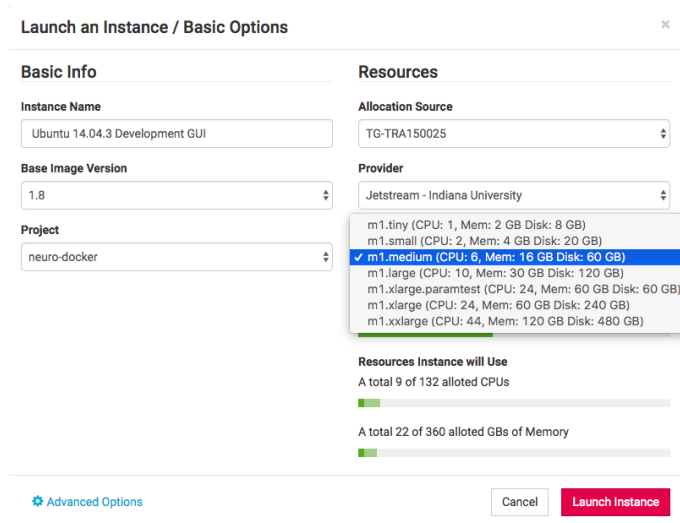 Launch an Instance / Basic Options
×
Basic Info
Instance Name
Ubuntu 14.04.3 Development GUI
Base Image Version
1.8
Project
neuro-docker
Resources
Allocation Source
TG-TRA150025
Provider
Jetstream - Indiana University
m1.tiny (CPU: 1, Mem: 2 GB Disk: 8 GB)
m1.small (CPU: 2, Mem: 4 GB Disk: 20 GB)
✓ m1.medium (CPU: 6, Mem: 16 GB Disk: 60 GB)
m1.large (CPU: 10, Mem: 30 GB Disk: 120 GB)
m1.xlarge.paramtest (CPU: 24, Mem: 60 GB Disk: 60 GB)
m1.xlarge (CPU: 24, Mem: 60 GB Disk: 240 GB)
m1.xxlarge (CPU: 44, Mem: 120 GB Disk: 480 GB)
Resources Instance will Use
A total 9 of 132 alloted CPUs
A total 22 of 360 alloted GBs of Memory
Advanced Options
Cancel
Launch Instance